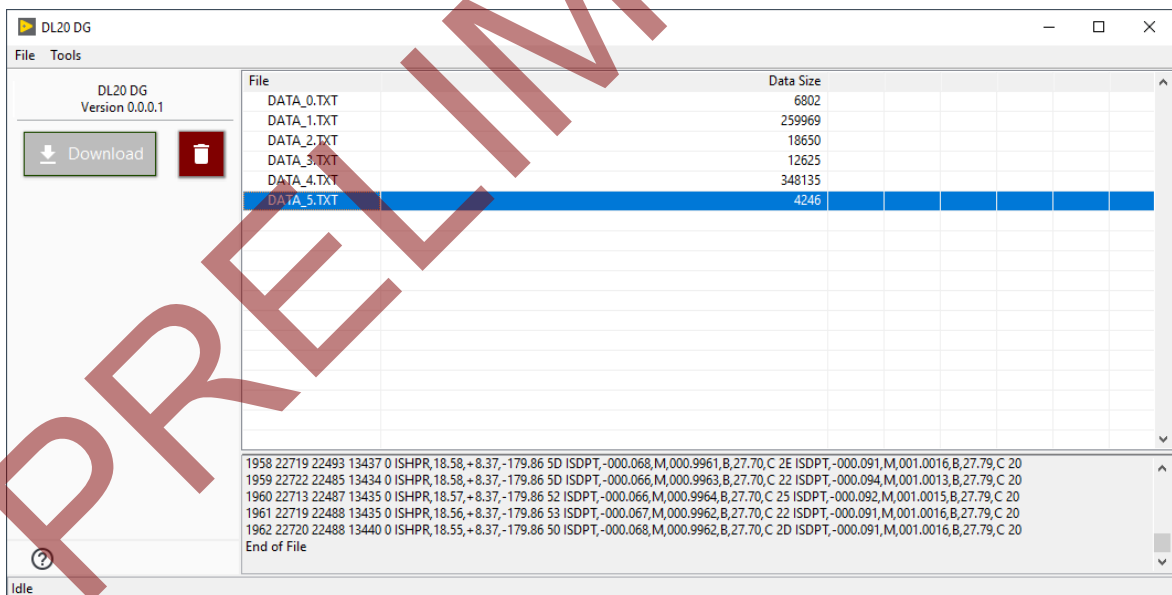 DL20 DG
File Tools
DL20 DG
Version 0.0.0.1
Download
File Data Size
DATA_0.TXT 6802
DATA_1.TXT 259969
DATA_2.TXT 18650
DATA_3.TXT 12625
DATA_4.TXT 348135
DATA_5.TXT 4246
1958 22719 22493 13437 0 ISHPR,18.58,+8.37,-179.86 5D ISDPT,-000.068,M,000.9961,B,27.70,C 2E ISDPT,-000.091,M,001.0016,B,27.79,C 20
1959 22722 22485 13434 0 ISHPR,18.58,+8.37,-179.86 5D ISDPT,-000.066,M,000.9963,B,27.70,C 22 ISDPT,-000.094,M,001.0013,B,27.79,C 20
1960 22713 22487 13435 0 ISHPR,18.57,+8.37,-179.86 52 ISDPT,-000.066,M,000.9964,B,27.70,C 25 ISDPT,-000.092,M,001.0015,B,27.79,C 20
1961 22719 22488 13435 0 ISHPR,18.56,+8.37,-179.86 53 ISDPT,-000.067,M,000.9962,B,27.70,C 22 ISDPT,-000.091,M,001.0016,B,27.79,C 20
1962 22720 22488 13440 0 ISHPR,18.55,+8.37,-179.86 50 ISDPT,-000.068,M,000.9962,B,27.70,C 2D ISDPT,-000.091,M,001.0016,B,27.79,C 20
End of File
Idle
PRELIM